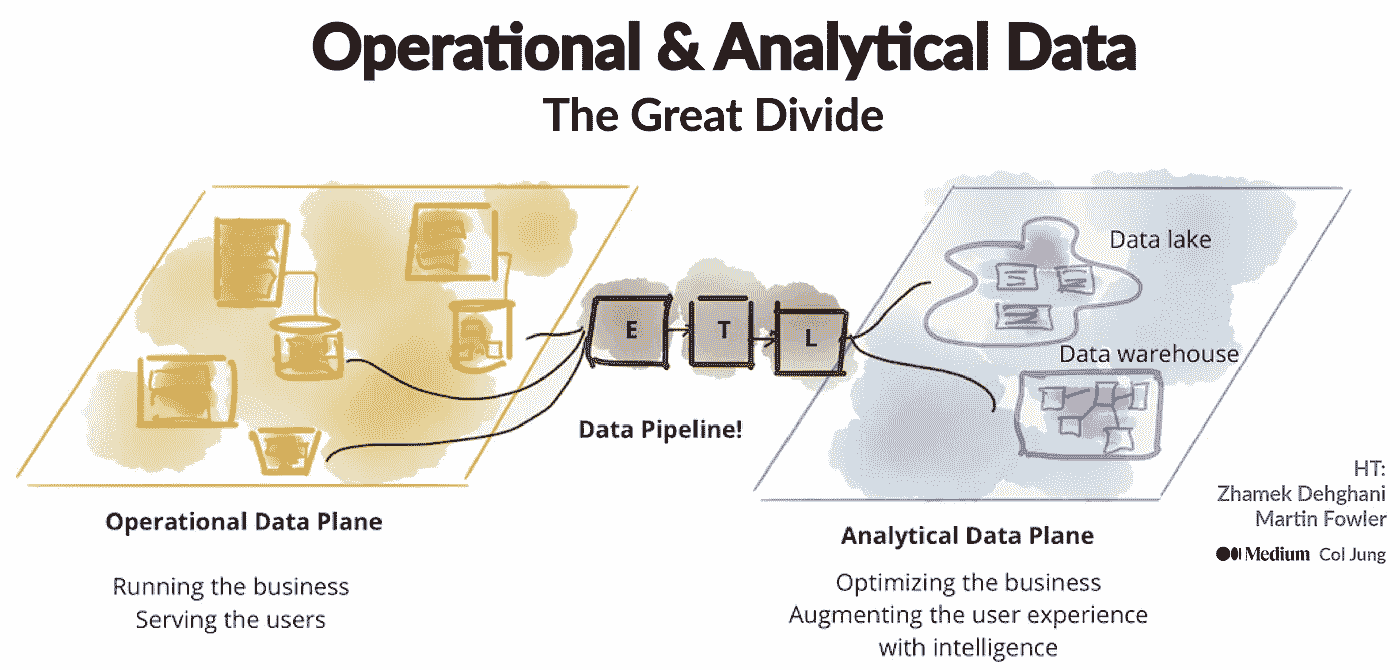 Operational & Analytical Data
The Great Divide
Data lake
Data warehouse
E
T
L
Data Pipeline!
Operational Data Plane
Running the business
Serving the users
Analytical Data Plane
Optimizing the business
Augmenting the user experience
with intelligence
HT:
Zhamek Dehghani
Martin Fowler
Medium Col Jung